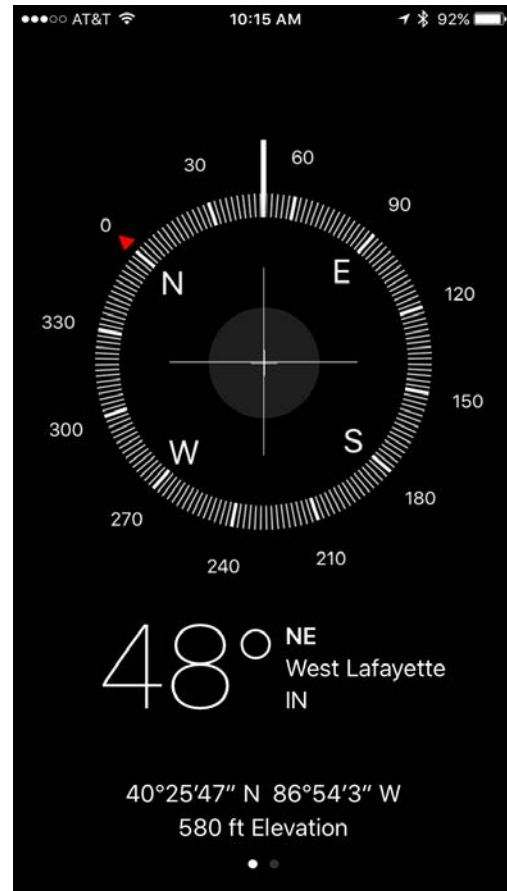 AT&T 10:15 AM 92%
30 60
0 90
N E
330 120
300 150
W S
270 180
240 210
48° NE
West Lafayette
IN
40°25′47″ N 86°54′3″ W
580 ft Elevation